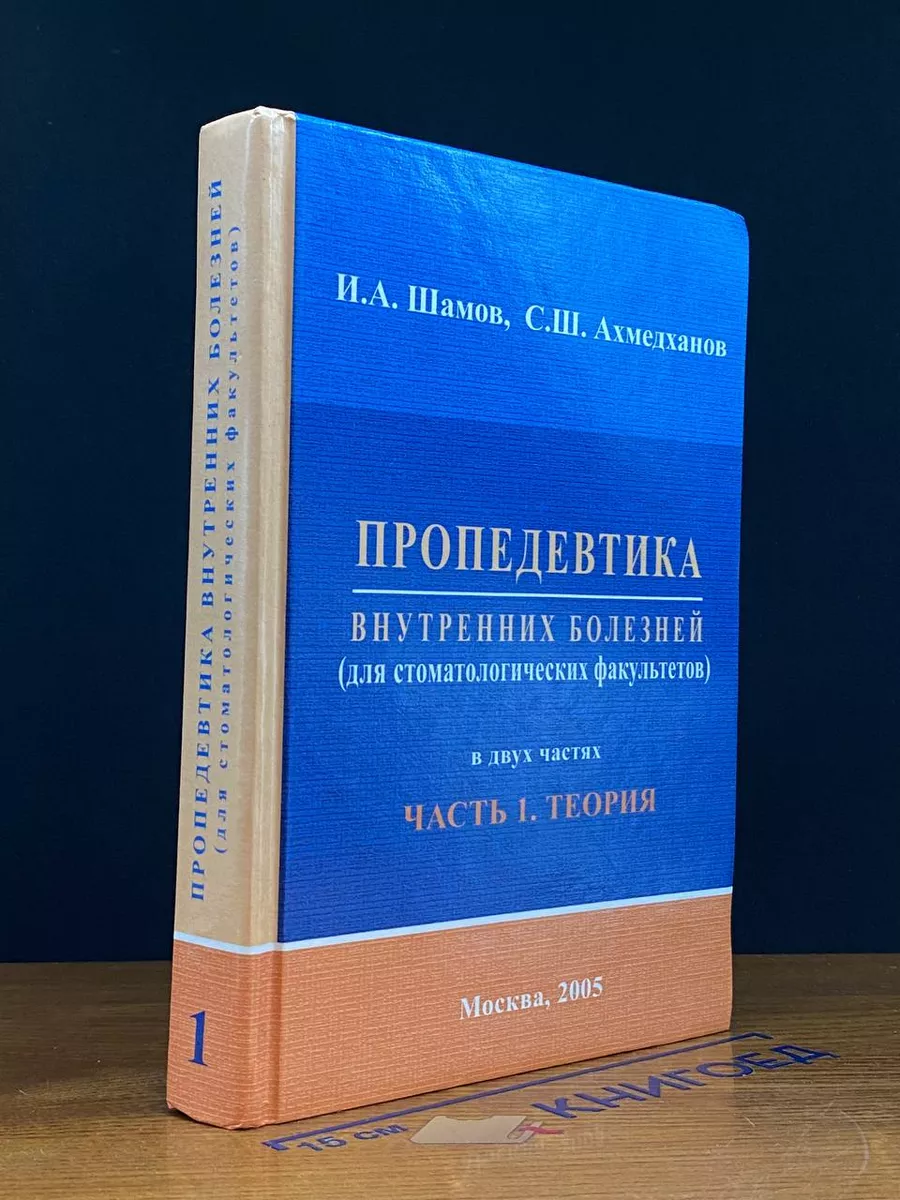 ПРОПЕДЕВТИКА ВНУТРЕННИХ БОЛЕЗНЕЙ
(для стоматологических факультетов)
1
И.А. Шамов, С.Ш. Ахмедханов
ПРОПЕДЕВТИКА
ВНУТРЕННИХ БОЛЕЗНЕЙ
(для стоматологических факультетов)
в двух частях
ЧАСТЬ 1. ТЕОРИЯ
Москва, 2005
15 см
КНИГОЕД